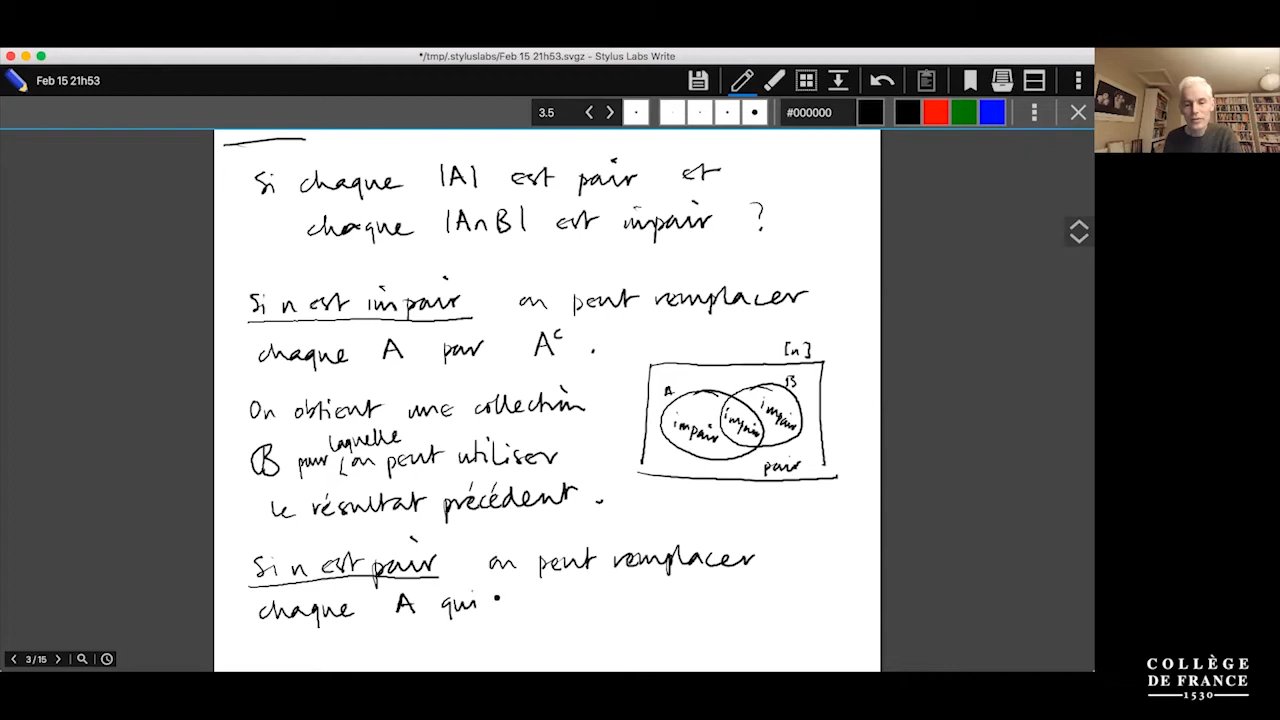 */tmp/.styluslabs/Feb 15 21h53.svgz - Stylus Labs Write
Feb 15 21h53
3.5
#000000
Si chaque |A| est pair et
chaque |A∩B| est impair ?
Si n est impair on peut remplacer
chaque A par Aᶜ .
[n]
A
B
impair impair impair
pair
On obtient une collection
B pour laquelle on peut utiliser
le résultat précédent .
Si n est pair on peut remplacer
chaque A qui
3/15
COLLÈGE
DE FRANCE
1530